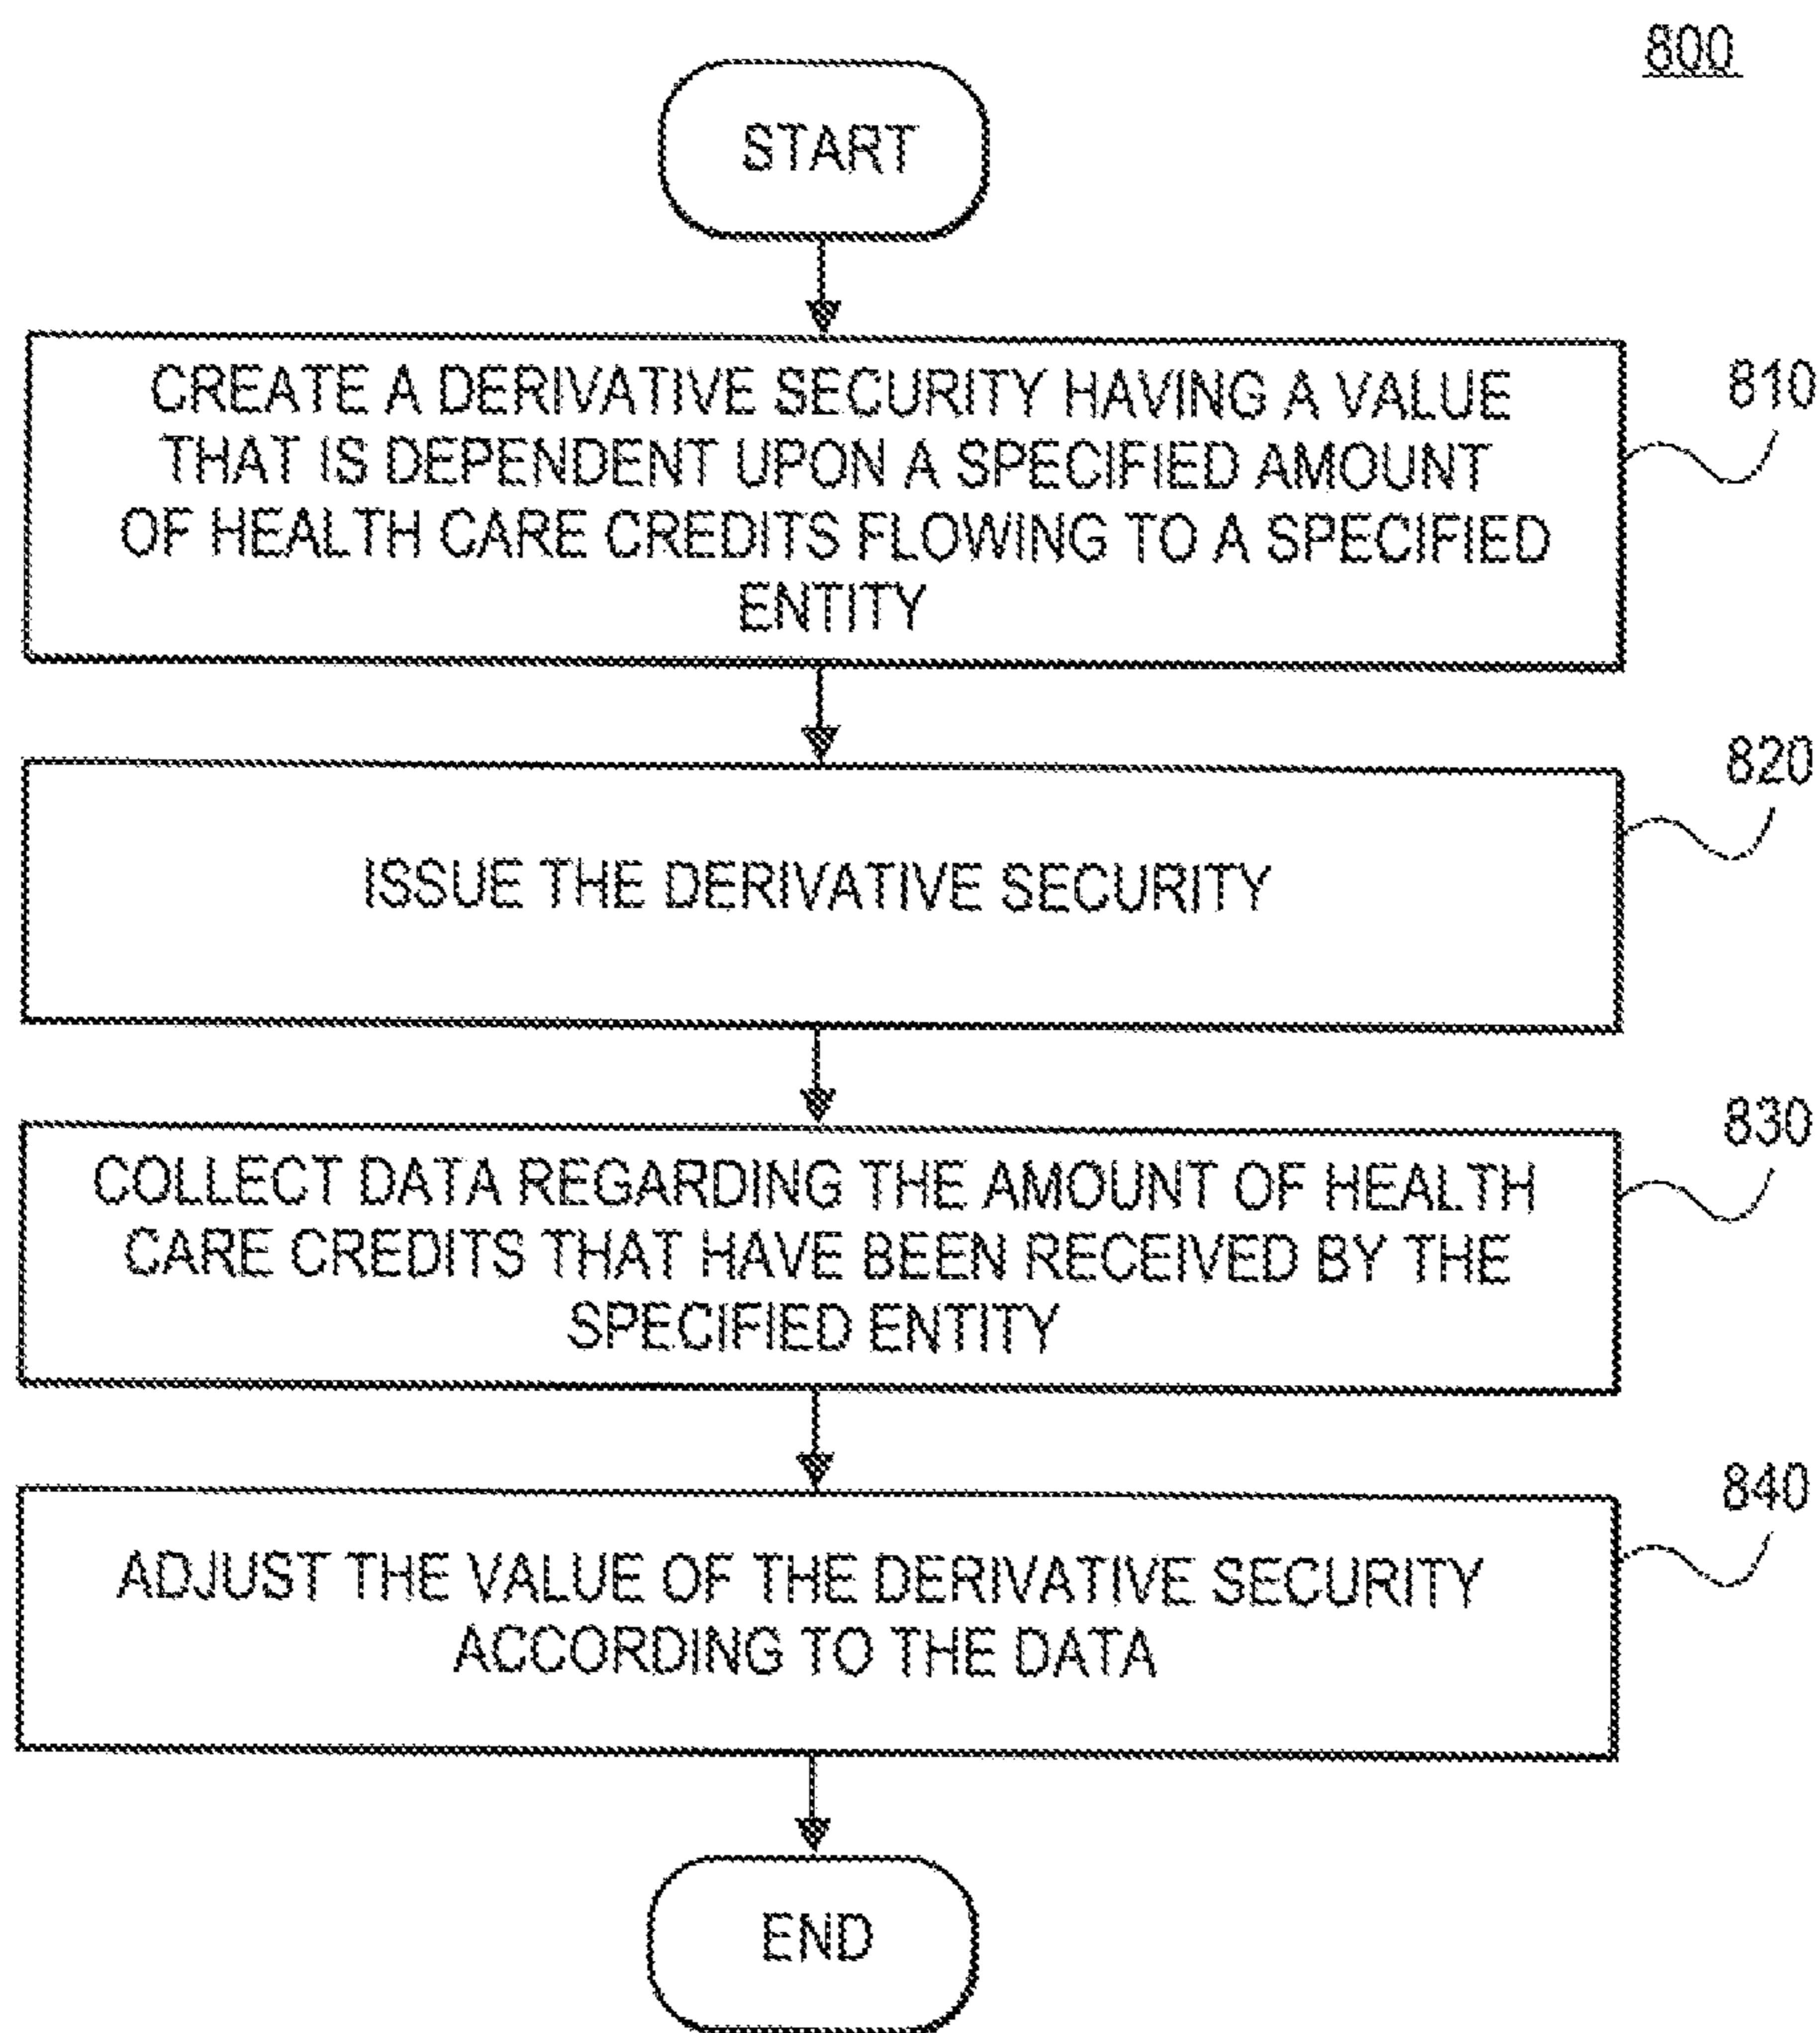 800
START
CREATE A DERIVATIVE SECURITY HAVING A VALUE
THAT IS DEPENDENT UPON A SPECIFIED AMOUNT
OF HEALTH CARE CREDITS FLOWING TO A SPECIFIED
ENTITY
810
ISSUE THE DERIVATIVE SECURITY
820
COLLECT DATA REGARDING THE AMOUNT OF HEALTH
CARE CREDITS THAT HAVE BEEN RECEIVED BY THE
SPECIFIED ENTITY
830
ADJUST THE VALUE OF THE DERIVATIVE SECURITY
ACCORDING TO THE DATA
840
END